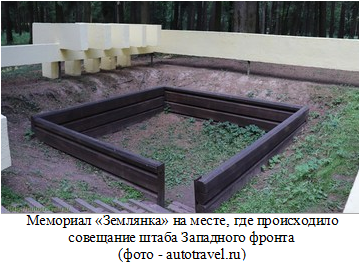 Мемориал «Землянка» на месте, где происходило
совещание штаба Западного фронта
(фото - autotravel.ru)